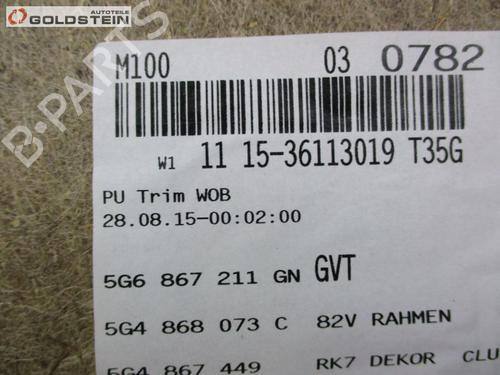 AUTOTEILE
GOLDSTEIN
B-PARTS
M100 03 0782
W1 11 15-36113019 T35G
PU Trim WOB
28.08.15-00:02:00
5G6 867 211 GN GVT
5G4 868 073 C 82V RAHMEN
5G4 867 449 RK7 DEKOR CLU